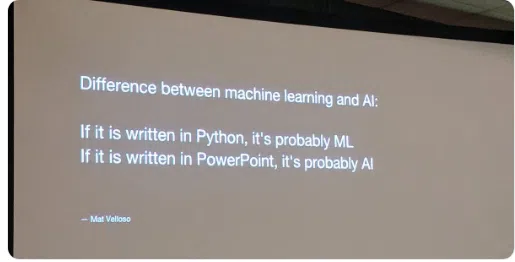 Difference between machine learning and AI:
If it is written in Python, it's probably ML
If it is written in PowerPoint, it's probably AI
— Mat Velloso